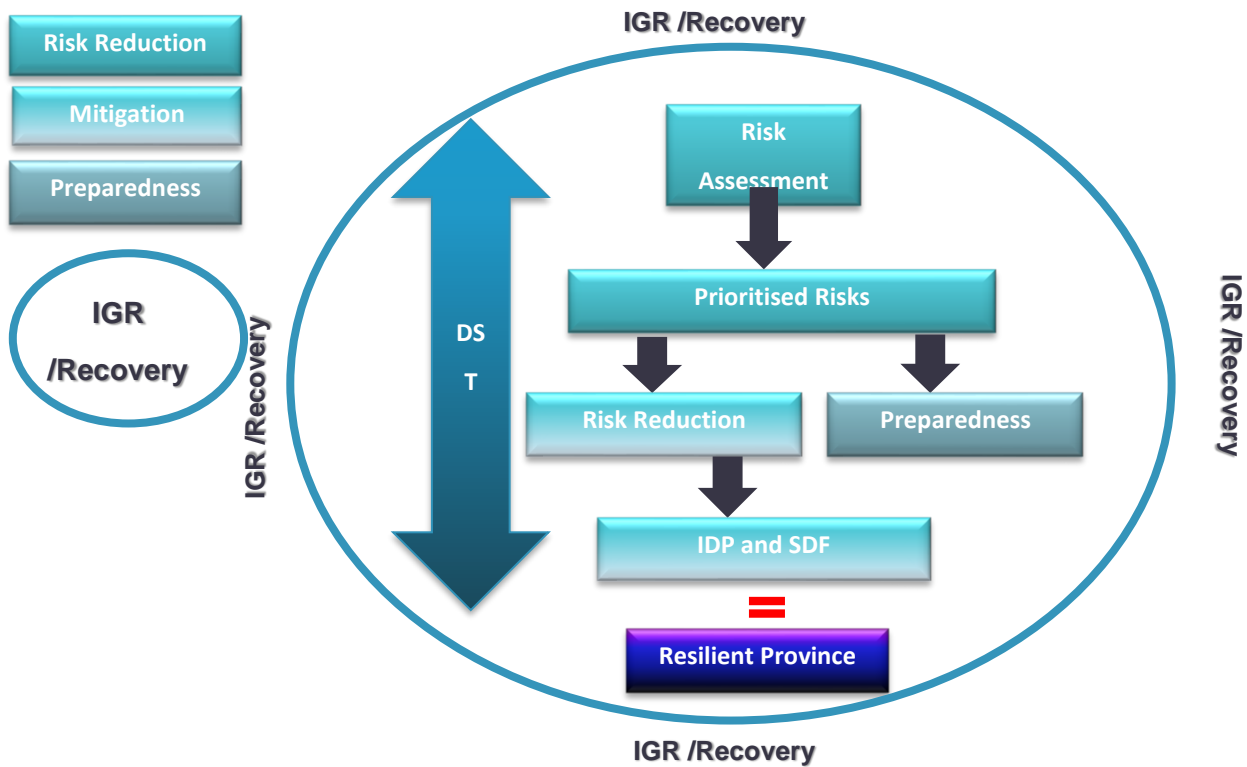 Risk Reduction
Mitigation
Preparedness
IGR
/Recovery
IGR /Recovery
IGR /Recovery
Risk
Assessment
Prioritised Risks
DS
T
Risk Reduction
Preparedness
IDP and SDF
Resilient Province
IGR /Recovery
IGR /Recovery